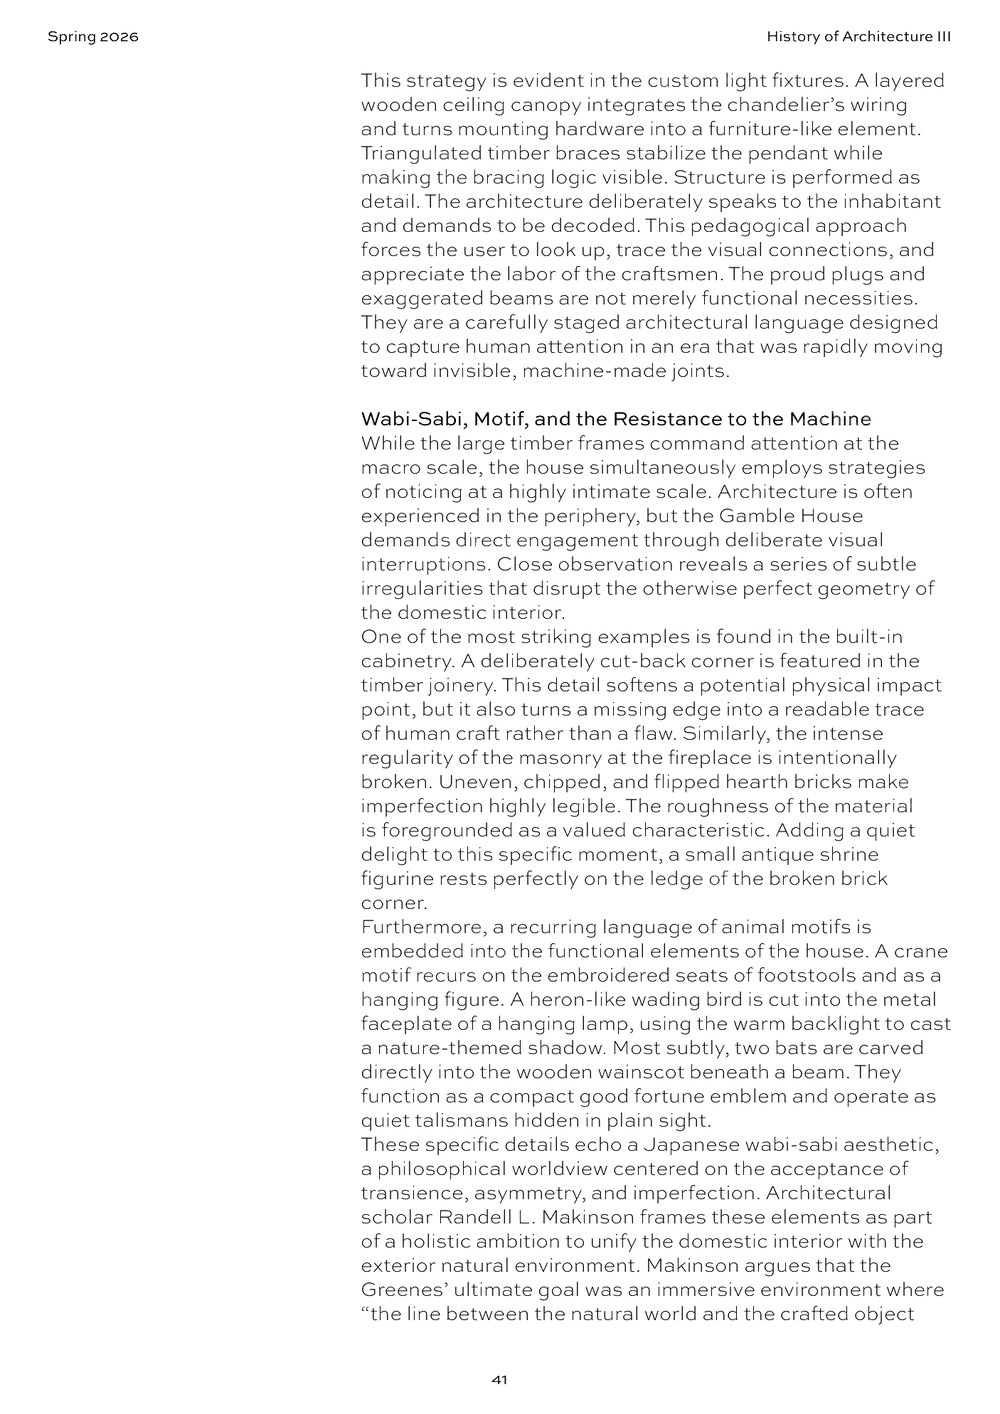 Spring 2026
History of Architecture III
This strategy is evident in the custom light fixtures. A layered
wooden ceiling canopy integrates the chandelier’s wiring
and turns mounting hardware into a furniture-like element.
Triangulated timber braces stabilize the pendant while
making the bracing logic visible. Structure is performed as
detail. The architecture deliberately speaks to the inhabitant
and demands to be decoded. This pedagogical approach
forces the user to look up, trace the visual connections, and
appreciate the labor of the craftsmen. The proud plugs and
exaggerated beams are not merely functional necessities.
They are a carefully staged architectural language designed
to capture human attention in an era that was rapidly moving
toward invisible, machine-made joints.
Wabi-Sabi, Motif, and the Resistance to the Machine
While the large timber frames command attention at the
macro scale, the house simultaneously employs strategies
of noticing at a highly intimate scale. Architecture is often
experienced in the periphery, but the Gamble House
demands direct engagement through deliberate visual
interruptions. Close observation reveals a series of subtle
irregularities that disrupt the otherwise perfect geometry of
the domestic interior.
One of the most striking examples is found in the built-in
cabinetry. A deliberately cut-back corner is featured in the
timber joinery. This detail softens a potential physical impact
point, but it also turns a missing edge into a readable trace
of human craft rather than a flaw. Similarly, the intense
regularity of the masonry at the fireplace is intentionally
broken. Uneven, chipped, and flipped hearth bricks make
imperfection highly legible. The roughness of the material
is foregrounded as a valued characteristic. Adding a quiet
delight to this specific moment, a small antique shrine
figurine rests perfectly on the ledge of the broken brick
corner.
Furthermore, a recurring language of animal motifs is
embedded into the functional elements of the house. A crane
motif recurs on the embroidered seats of footstools and as a
hanging figure. A heron-like wading bird is cut into the metal
faceplate of a hanging lamp, using the warm backlight to cast
a nature-themed shadow. Most subtly, two bats are carved
directly into the wooden wainscot beneath a beam. They
function as a compact good fortune emblem and operate as
quiet talismans hidden in plain sight.
These specific details echo a Japanese wabi-sabi aesthetic,
a philosophical worldview centered on the acceptance of
transience, asymmetry, and imperfection. Architectural
scholar Randell L. Makinson frames these elements as part
of a holistic ambition to unify the domestic interior with the
exterior natural environment. Makinson argues that the
Greenes’ ultimate goal was an immersive environment where
“the line between the natural world and the crafted object
41